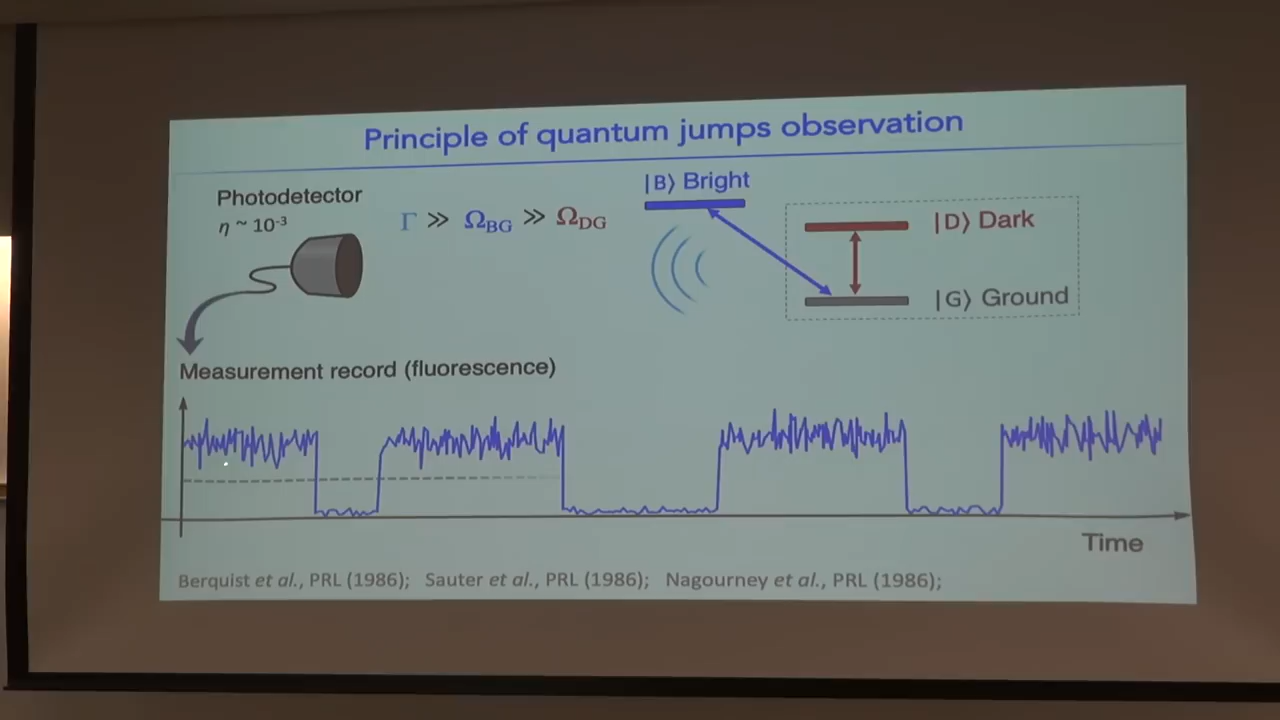 Principle of quantum jumps observation
Photodetector
η ~ 10⁻³
Γ ≫ Ω_BG ≫ Ω_DG
|B⟩ Bright
|D⟩ Dark
|G⟩ Ground
Measurement record (fluorescence)
Time
Berquist et al., PRL (1986); Sauter et al., PRL (1986); Nagourney et al., PRL (1986);